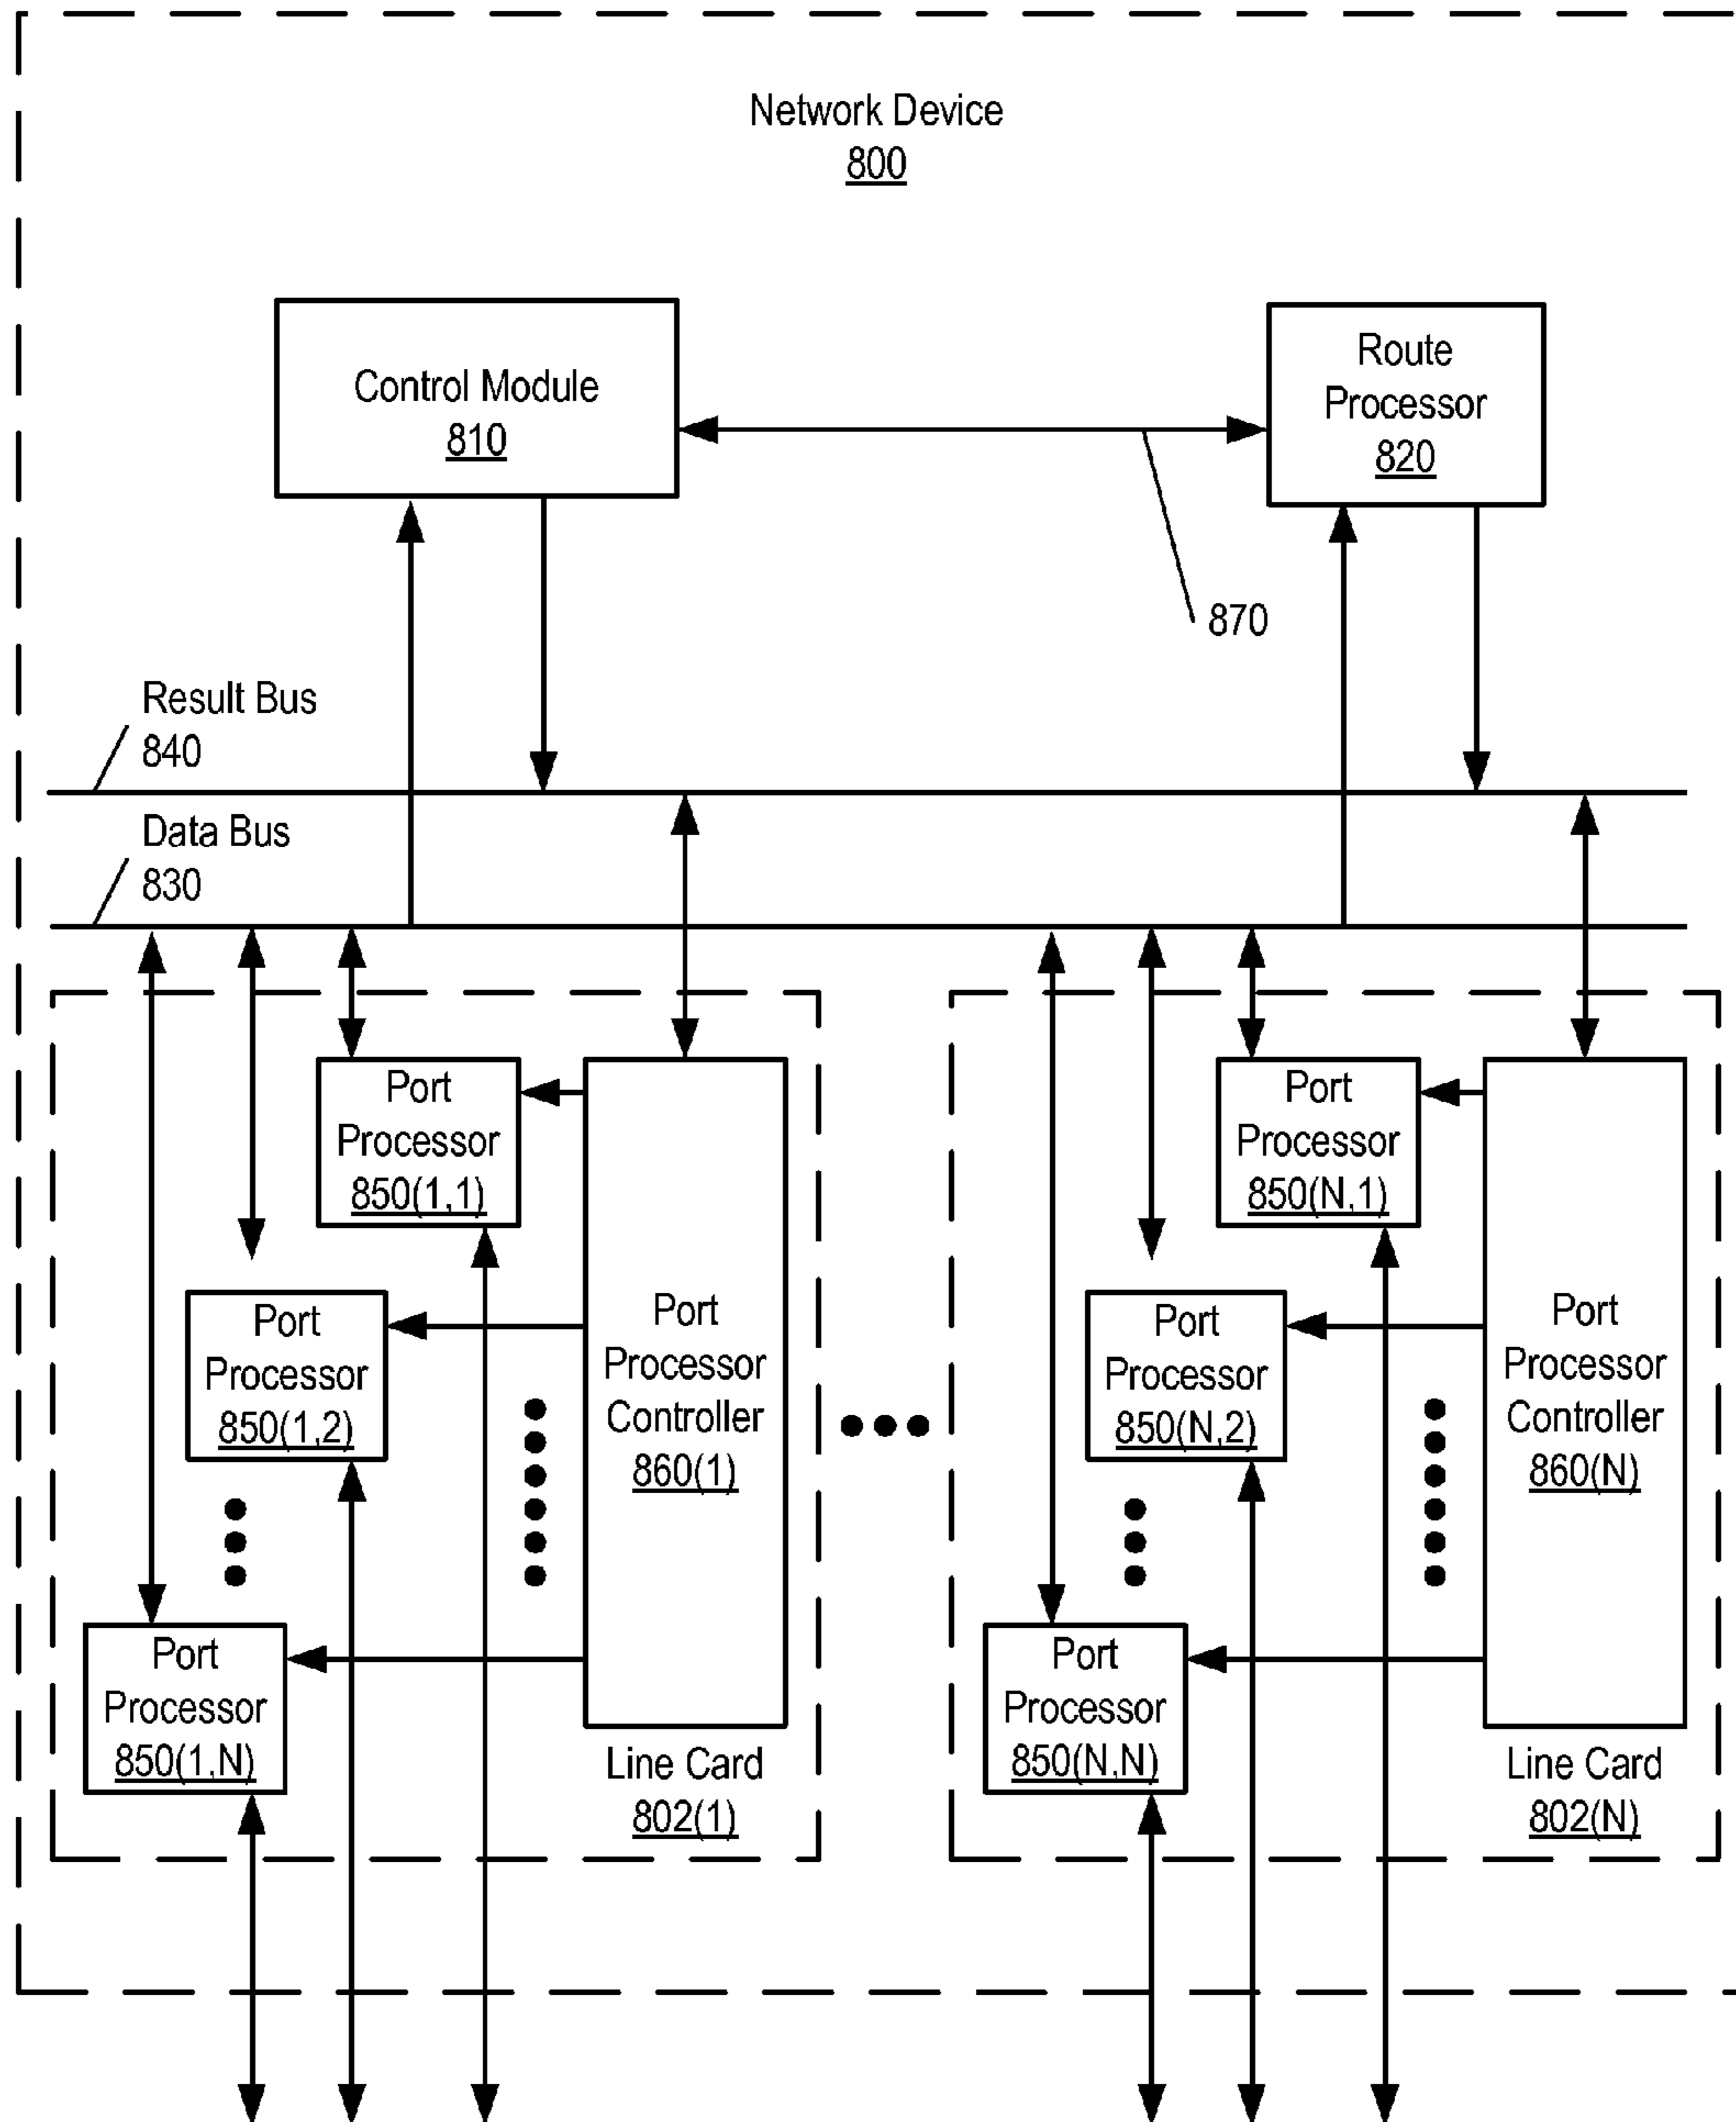 Network Device
800
Control Module
810
Route
Processor
820
870
Result Bus
840
Data Bus
830
Port
Processor
850(1,1)
Port
Processor
850(1,2)
Port
Processor
850(1,N)
Port
Processor
Controller
860(1)
Line Card
802(1)
Port
Processor
850(N,1)
Port
Processor
850(N,2)
Port
Processor
850(N,N)
Port
Processor
Controller
860(N)
Line Card
802(N)